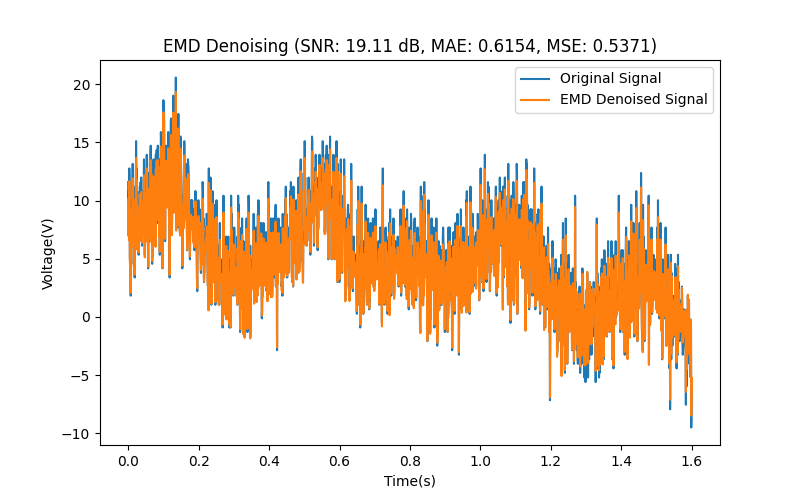 EMD Denoising (SNR: 19.11 dB, MAE: 0.6154, MSE: 0.5371)
Original Signal
EMD Denoised Signal
20
15
10
5
0
−5
−10
Voltage(V)
0.0 0.2 0.4 0.6 0.8 1.0 1.2 1.4 1.6
Time(s)